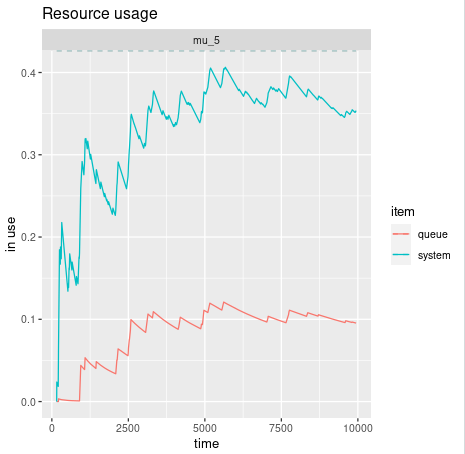 Resource usage
mu_5
0.4
0.3
0.2
0.1
0.0
in use
0
2500
5000
7500
10000
time
item
queue
system